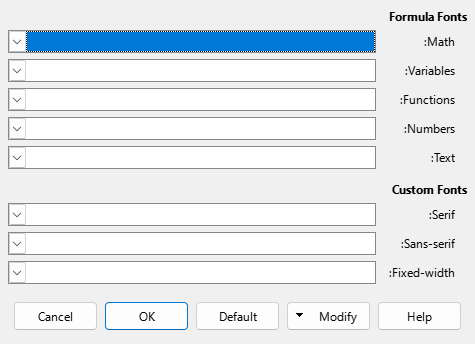 Formula Fonts
Math:
Variables:
Functions:
Numbers:
Text:
Custom Fonts
Serif:
Sans-serif:
Fixed-width:
Cancel
OK
Default
Modify
Help